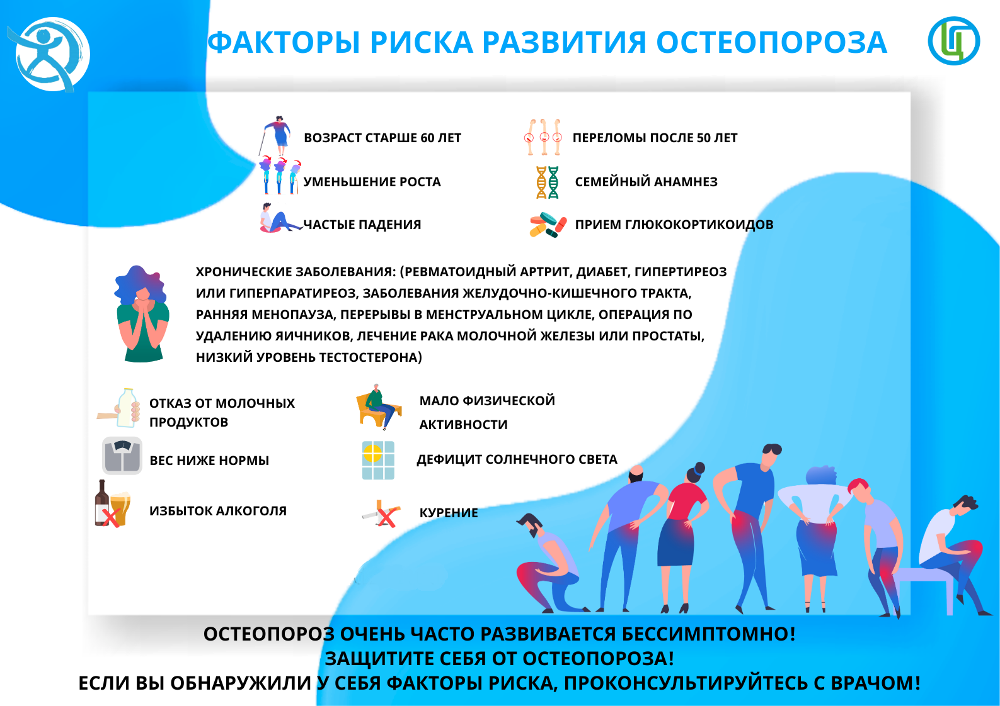 ФАКТОРЫ РИСКА РАЗВИТИЯ ОСТЕОПОРОЗА
ВОЗРАСТ СТАРШЕ 60 ЛЕТ
ПЕРЕЛОМЫ ПОСЛЕ 50 ЛЕТ
УМЕНЬШЕНИЕ РОСТА
СЕМЕЙНЫЙ АНАМНЕЗ
ЧАСТЫЕ ПАДЕНИЯ
ПРИЕМ ГЛЮКОКОРТИКОИДОВ
ХРОНИЧЕСКИЕ ЗАБОЛЕВАНИЯ: (РЕВМАТОИДНЫЙ АРТРИТ, ДИАБЕТ, ГИПЕРТИРЕОЗ
ИЛИ ГИПЕРПАРАТИРЕОЗ, ЗАБОЛЕВАНИЯ ЖЕЛУДОЧНО-КИШЕЧНОГО ТРАКТА,
РАННЯЯ МЕНОПАУЗА, ПЕРЕРЫВЫ В МЕНСТРУАЛЬНОМ ЦИКЛЕ, ОПЕРАЦИЯ ПО
УДАЛЕНИЮ ЯИЧНИКОВ, ЛЕЧЕНИЕ РАКА МОЛОЧНОЙ ЖЕЛЕЗЫ ИЛИ ПРОСТАТЫ,
НИЗКИЙ УРОВЕНЬ ТЕСТОСТЕРОНА)
ОТКАЗ ОТ МОЛОЧНЫХ
ПРОДУКТОВ
МАЛО ФИЗИЧЕСКОЙ
АКТИВНОСТИ
ВЕС НИЖЕ НОРМЫ
ДЕФИЦИТ СОЛНЕЧНОГО СВЕТА
ИЗБЫТОК АЛКОГОЛЯ
КУРЕНИЕ
ОСТЕОПОРОЗ ОЧЕНЬ ЧАСТО РАЗВИВАЕТСЯ БЕССИМПТОМНО!
ЗАЩИТИТЕ СЕБЯ ОТ ОСТЕОПОРОЗА!
ЕСЛИ ВЫ ОБНАРУЖИЛИ У СЕБЯ ФАКТОРЫ РИСКА, ПРОКОНСУЛЬТИРУЙТЕСЬ С ВРАЧОМ!